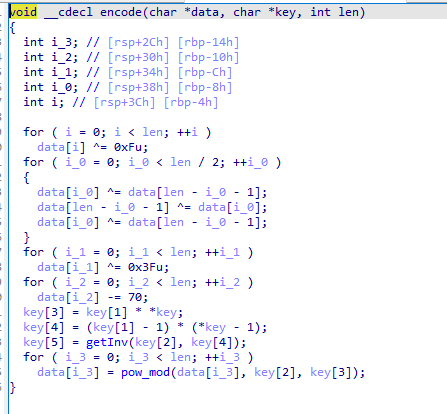 void __cdecl encode(char *data, char *key, int len)
{
int i_3; // [rsp+2Ch] [rbp-14h]
int i_2; // [rsp+30h] [rbp-10h]
int i_1; // [rsp+34h] [rbp-Ch]
int i_0; // [rsp+38h] [rbp-8h]
int i; // [rsp+3Ch] [rbp-4h]
for ( i = 0; i < len; ++i )
data[i] ^= 0xFu;
for ( i_0 = 0; i_0 < len / 2; ++i_0 )
{
data[i_0] ^= data[len - i_0 - 1];
data[len - i_0 - 1] ^= data[i_0];
data[i_0] ^= data[len - i_0 - 1];
}
for ( i_1 = 0; i_1 < len; ++i_1 )
data[i_1] ^= 0x3Fu;
for ( i_2 = 0; i_2 < len; ++i_2 )
data[i_2] -= 70;
key[3] = key[1] * *key;
key[4] = (key[1] - 1) * (*key - 1);
key[5] = getInv(key[2], key[4]);
for ( i_3 = 0; i_3 < len; ++i_3 )
data[i_3] = pow_mod(data[i_3], key[2], key[3]);
}